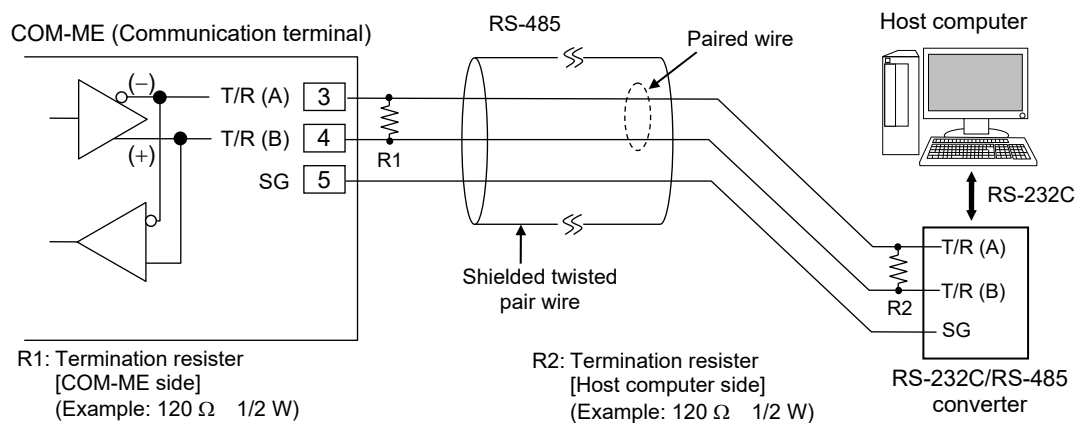 RS-485
Host computer
COM-ME (Communication terminal)
Paired wire
(−)
T/R (A) 3
T/R (B) 4
(+)
R1
SG 5
RS-232C
T/R (A)
Shielded twisted
pair wire
T/R (B)
R2
SG
R1: Termination resister
[COM-ME side]
(Example: 120 Ω 1/2 W)
R2: Termination resister
[Host computer side]
(Example: 120 Ω 1/2 W)
RS-232C/RS-485
converter